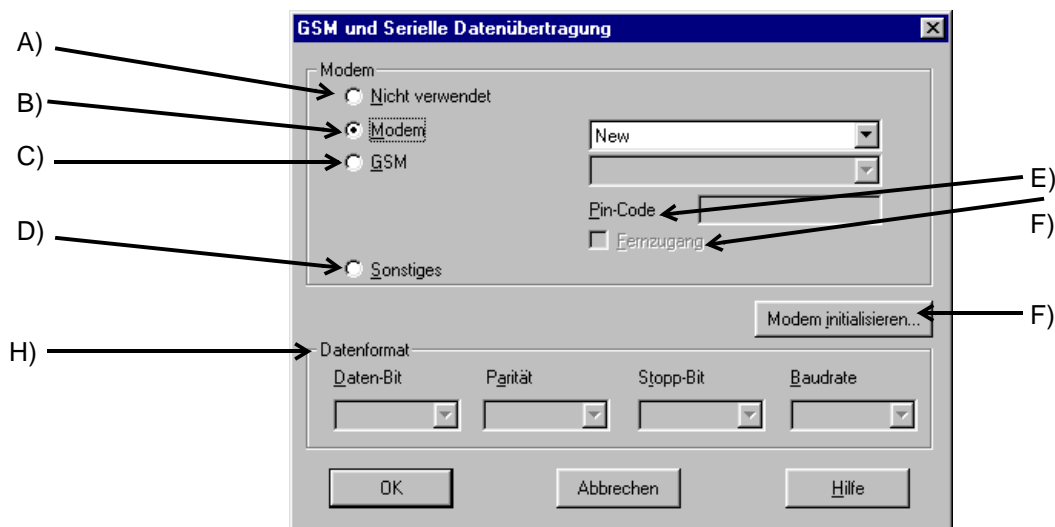 GSM und Serielle Datenübertragung
A)
Modem
Nicht verwendet
B)
Modem
New
C)
GSM
E)
Pin-Code
F)
Fernzugang
D)
Sonstiges
Modem initialisieren...
F)
H)
Datenformat
Daten-Bit Parität Stopp-Bit Baudrate
OK Abbrechen Hilfe